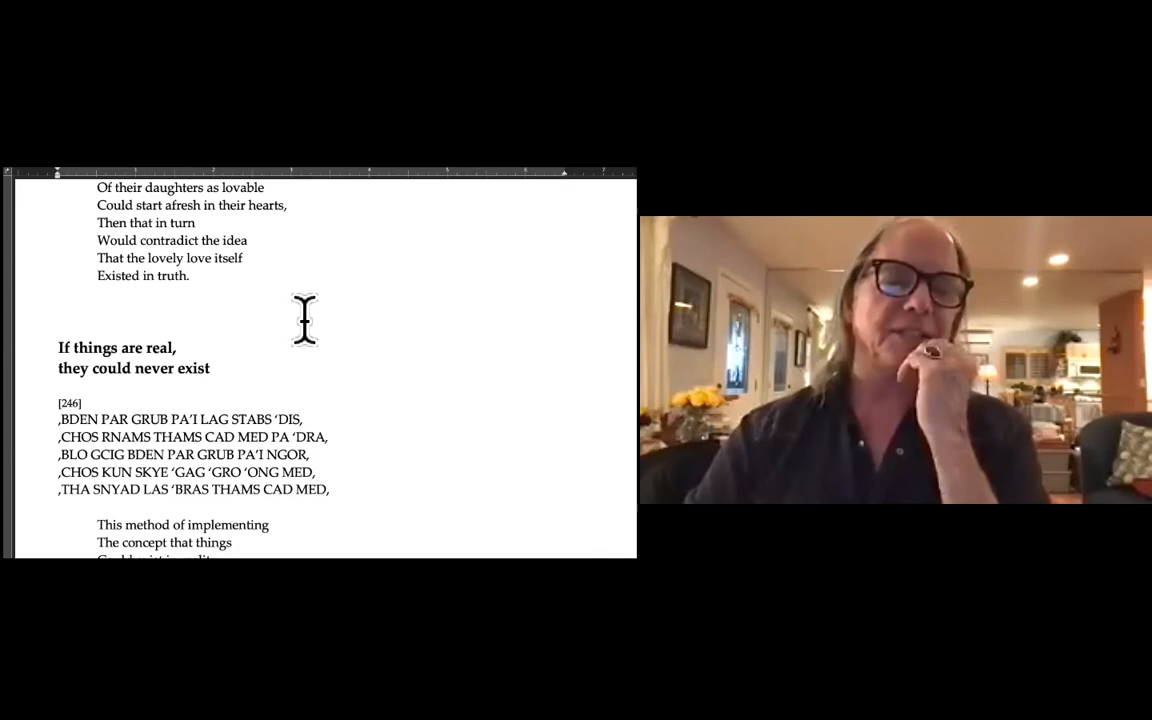 Of their daughters as lovable
Could start afresh in their hearts,
Then that in turn
Would contradict the idea
That the lovely love itself
Existed in truth.
If things are real,
they could never exist
[246]
,BDEN PAR GRUB PA’I LAG STABS ‘DIS,
,CHOS RNAMS THAMS CAD MED PA ‘DRA,
,BLO GCIG BDEN PAR GRUB PA’I NGOR,
,CHOS KUN SKYE ‘GAG ‘GRO ‘ONG MED,
,THA SNYAD LAS ‘BRAS THAMS CAD MED,
This method of implementing
The concept that things